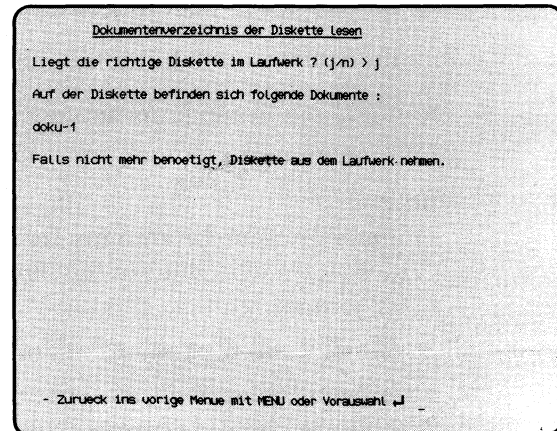 Dokumentenverzeichnis der Diskette lesen
Liegt die richtige Diskette im Laufwerk ? (j/n) > j
Auf der Diskette befinden sich folgende Dokumente :
doku-1
Falls nicht mehr benoetigt, Diskette aus dem Laufwerk nehmen.
- Zurueck ins vorige Menue mit MENU oder Vorauswahl ↵ _